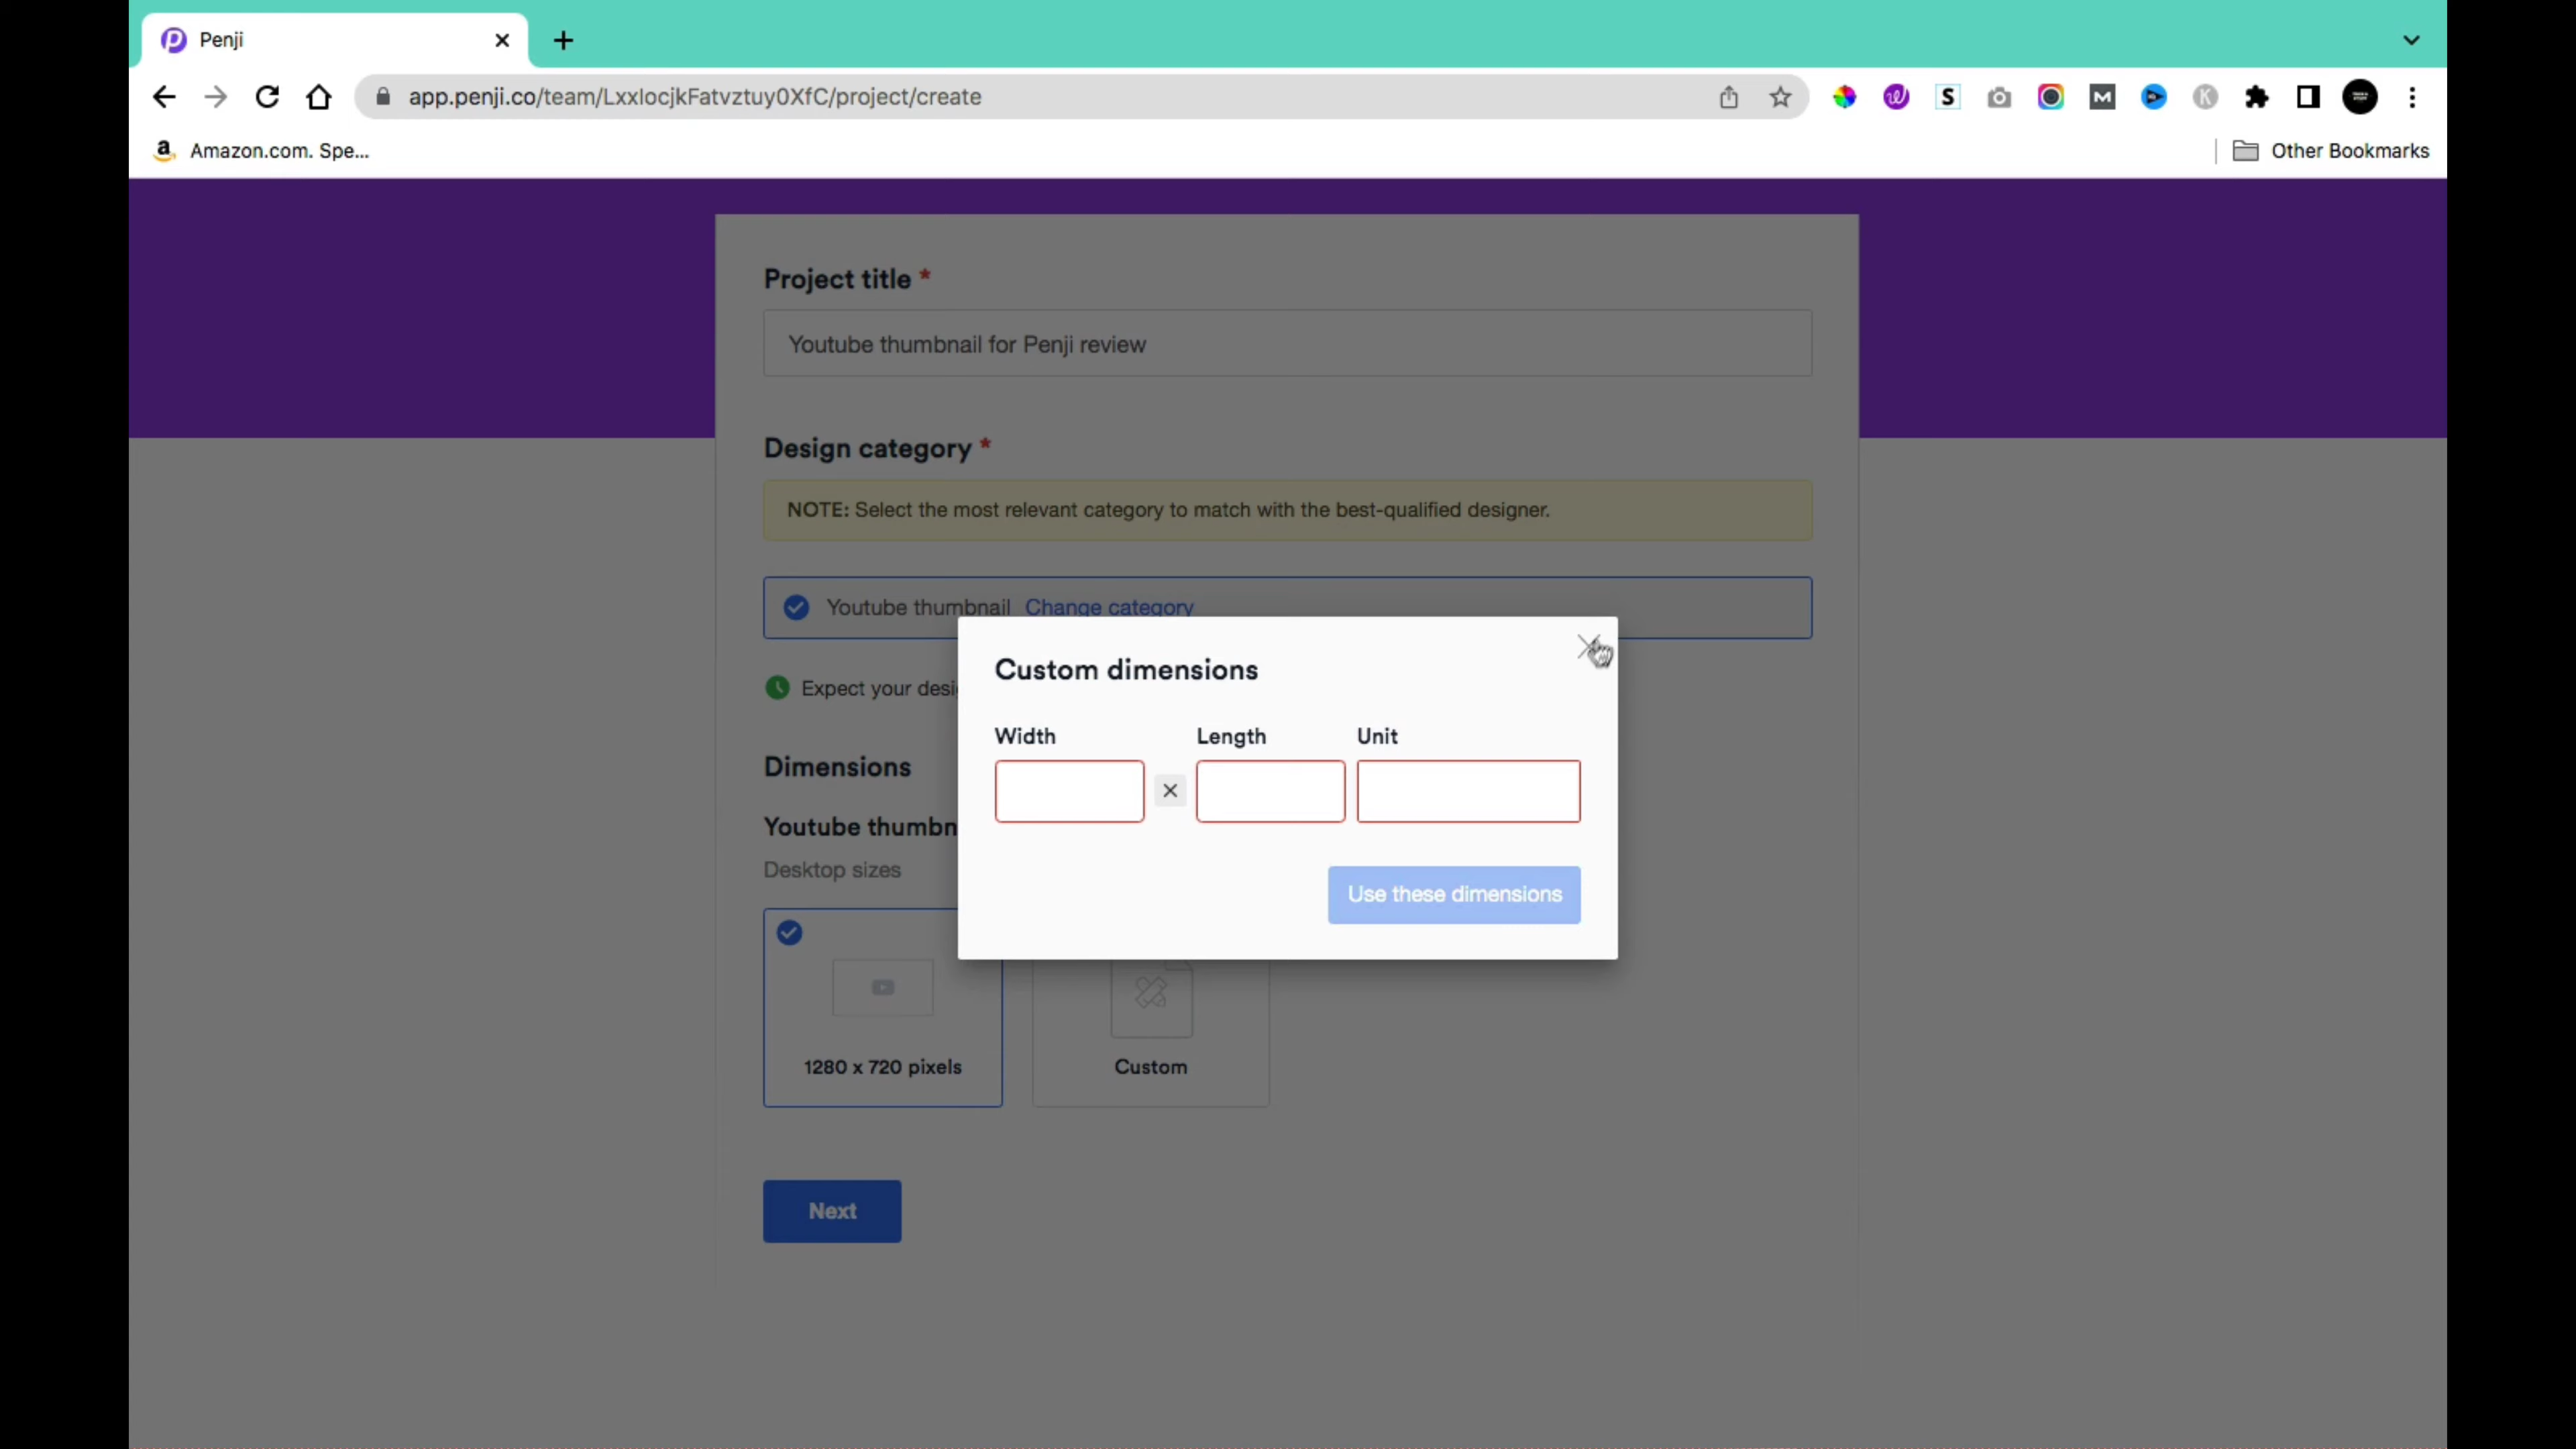 Penji
app.penji.co/team/LxxIocjkFatvztuy0XfC/project/create
Amazon.com. Spe...
Other Bookmarks
Project title *
Youtube thumbnail for Penji review
Design category *
NOTE: Select the most relevant category to match with the best-qualified designer.
Youtube thumbnail Change category
Custom dimensions
Expect your desi
Width Length Unit
Dimensions
Youtube thumbn
Desktop sizes
Use these dimensions
1280 x 720 pixels
Custom
Next